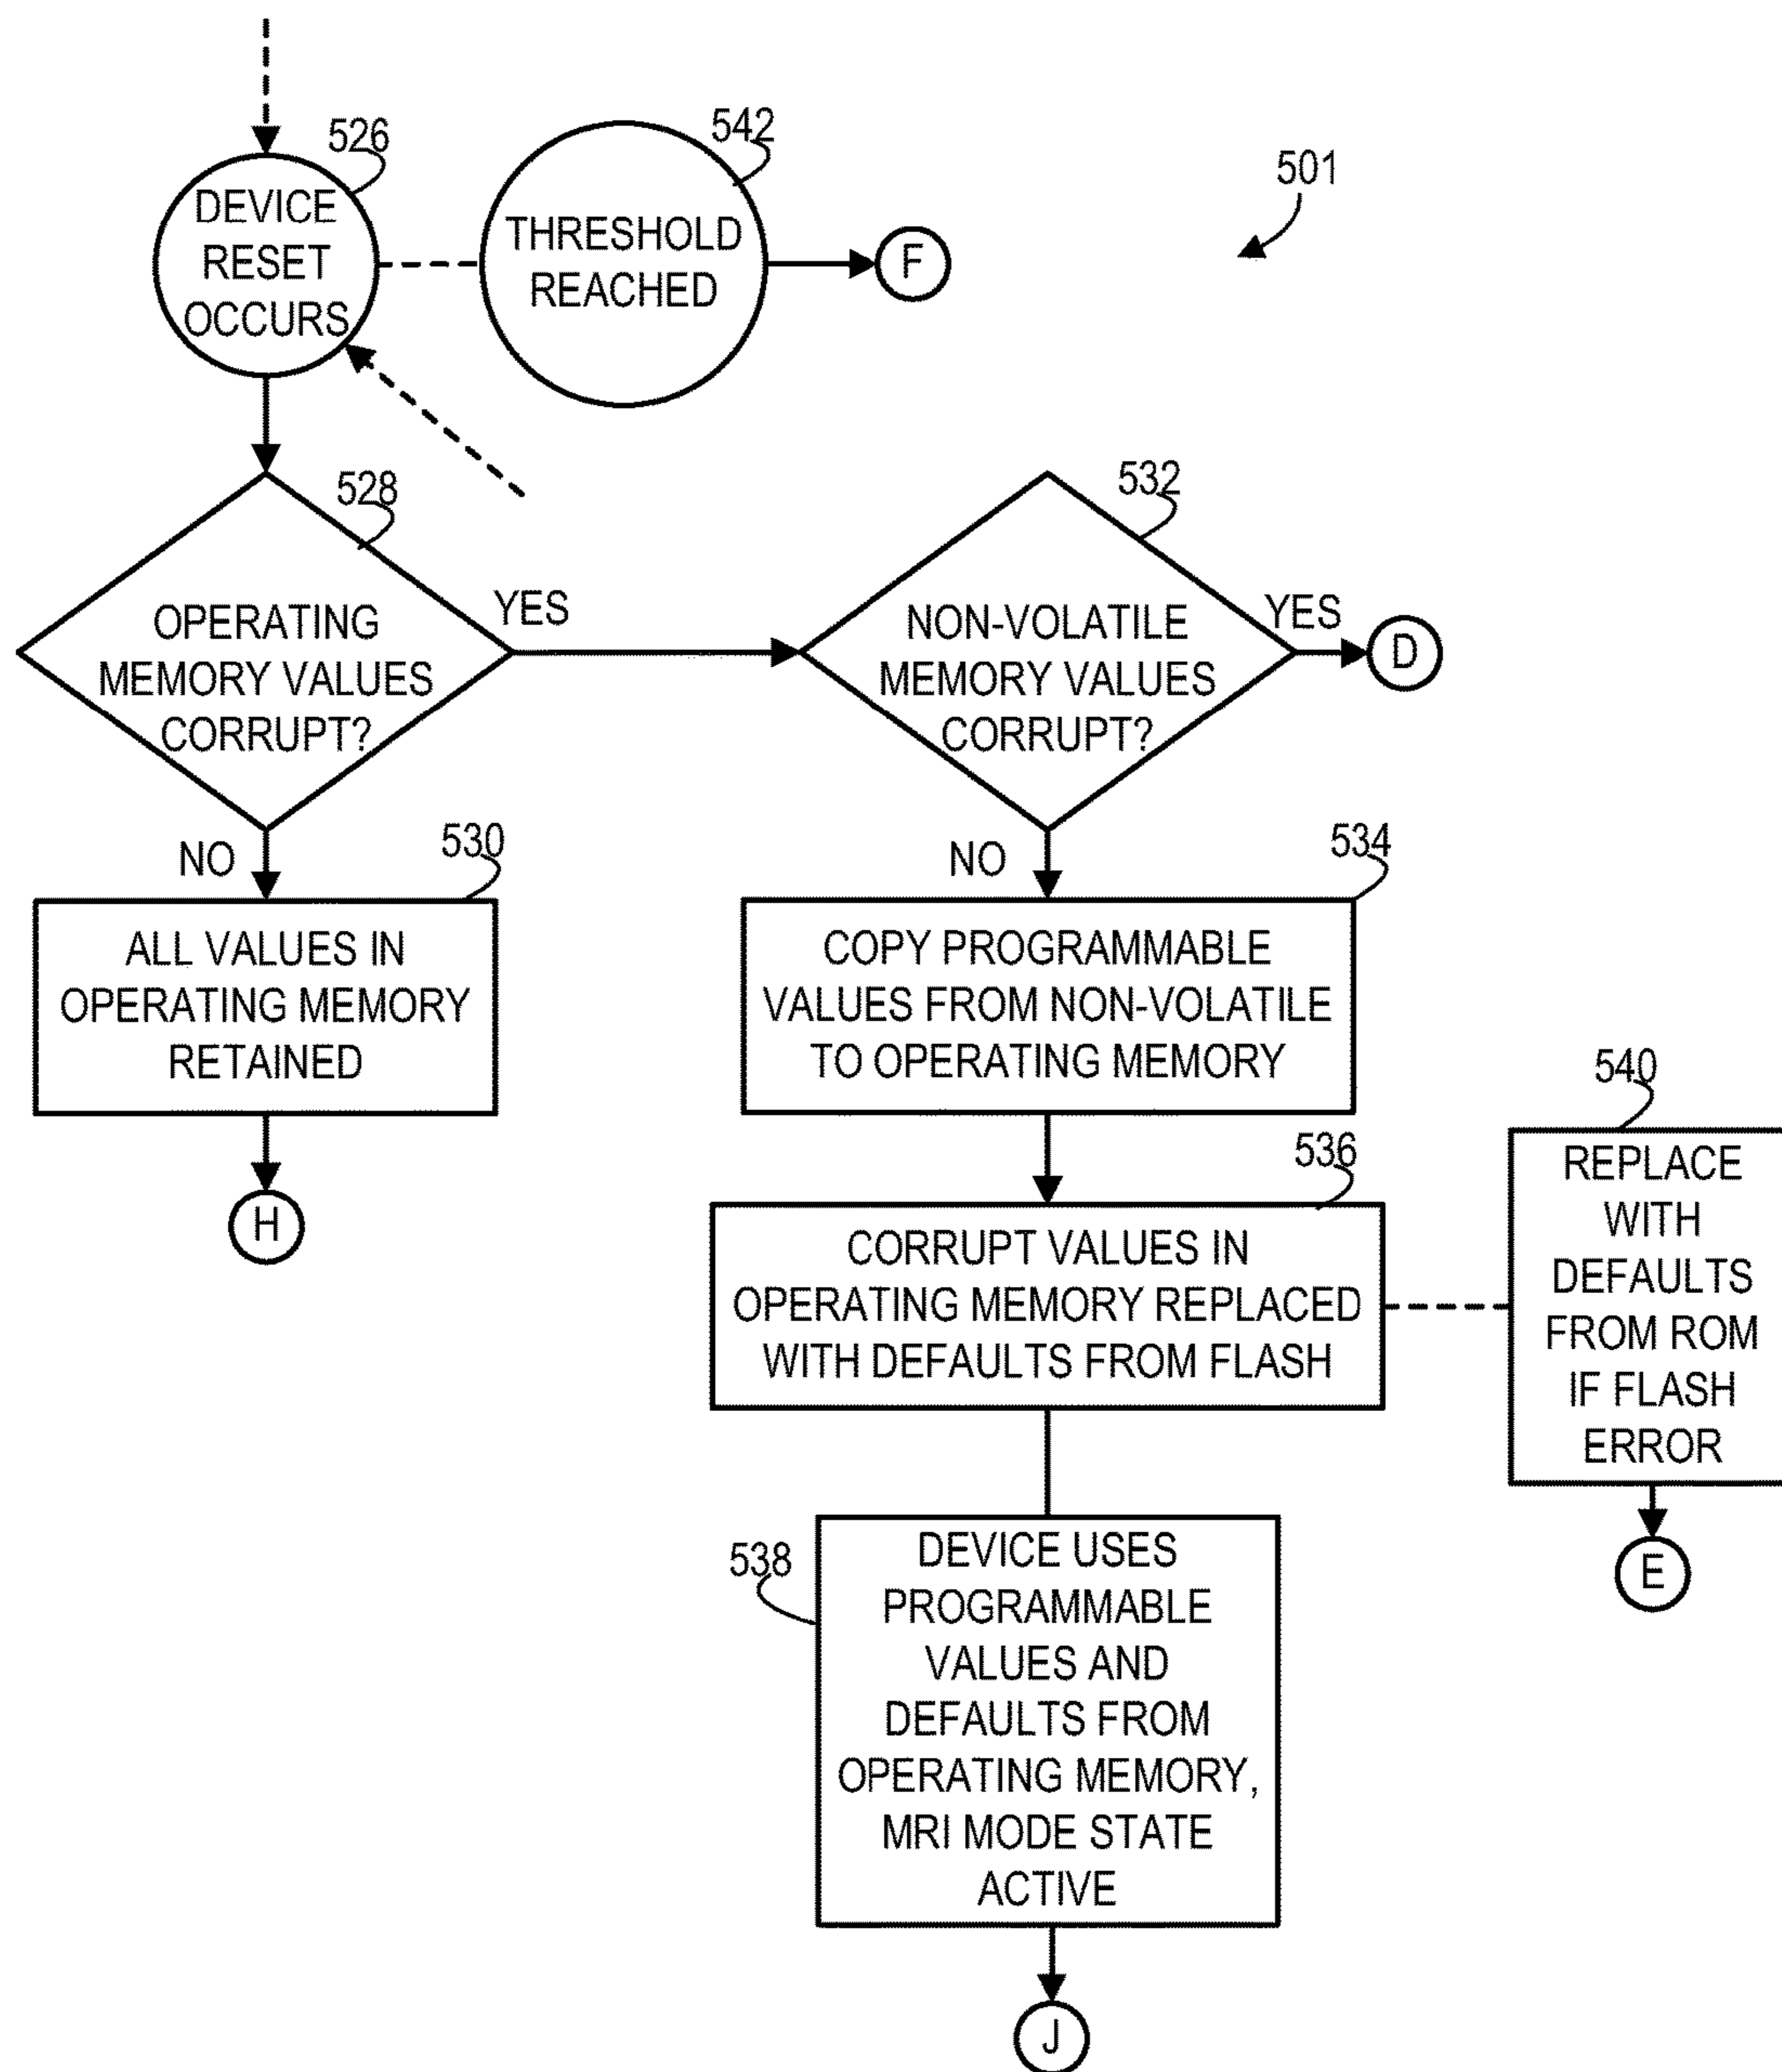 526
DEVICE
RESET
OCCURS
542
THRESHOLD
REACHED
F
501
528
OPERATING
MEMORY VALUES
CORRUPT?
YES
532
NON-VOLATILE
MEMORY VALUES
CORRUPT?
YES
D
NO
530
ALL VALUES IN
OPERATING MEMORY
RETAINED
H
NO
534
COPY PROGRAMMABLE
VALUES FROM NON-VOLATILE
TO OPERATING MEMORY
536
CORRUPT VALUES IN
OPERATING MEMORY REPLACED
WITH DEFAULTS FROM FLASH
540
REPLACE
WITH
DEFAULTS
FROM ROM
IF FLASH
ERROR
E
538
DEVICE USES
PROGRAMMABLE
VALUES AND
DEFAULTS FROM
OPERATING MEMORY,
MRI MODE STATE
ACTIVE
J